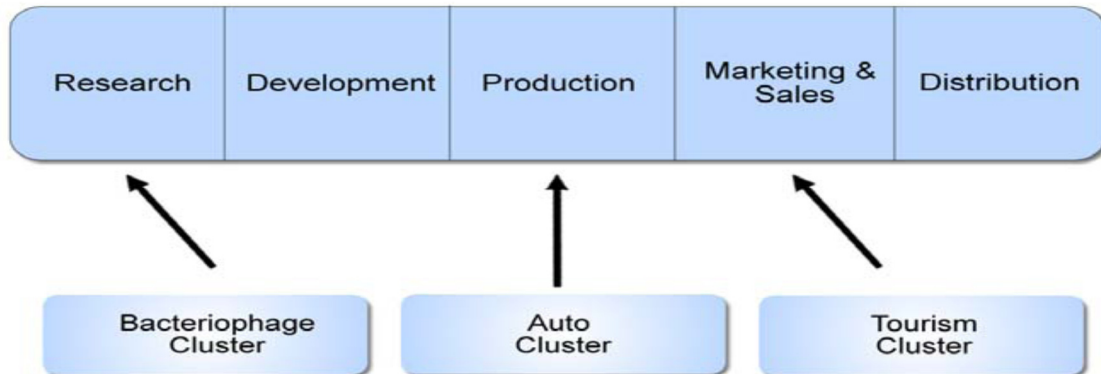 Research
Development
Production
Marketing &
Sales
Distribution
Bacteriophage
Cluster
Auto
Cluster
Tourism
Cluster